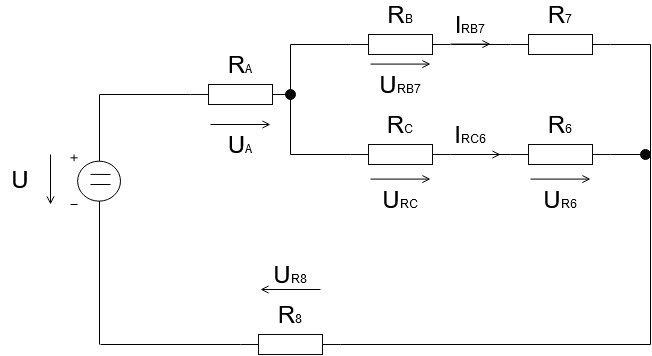 RB IRB7 R7
RA
URB7
RC IRC6 R6
UA
+
U
URC UR6
−
UR8
R8